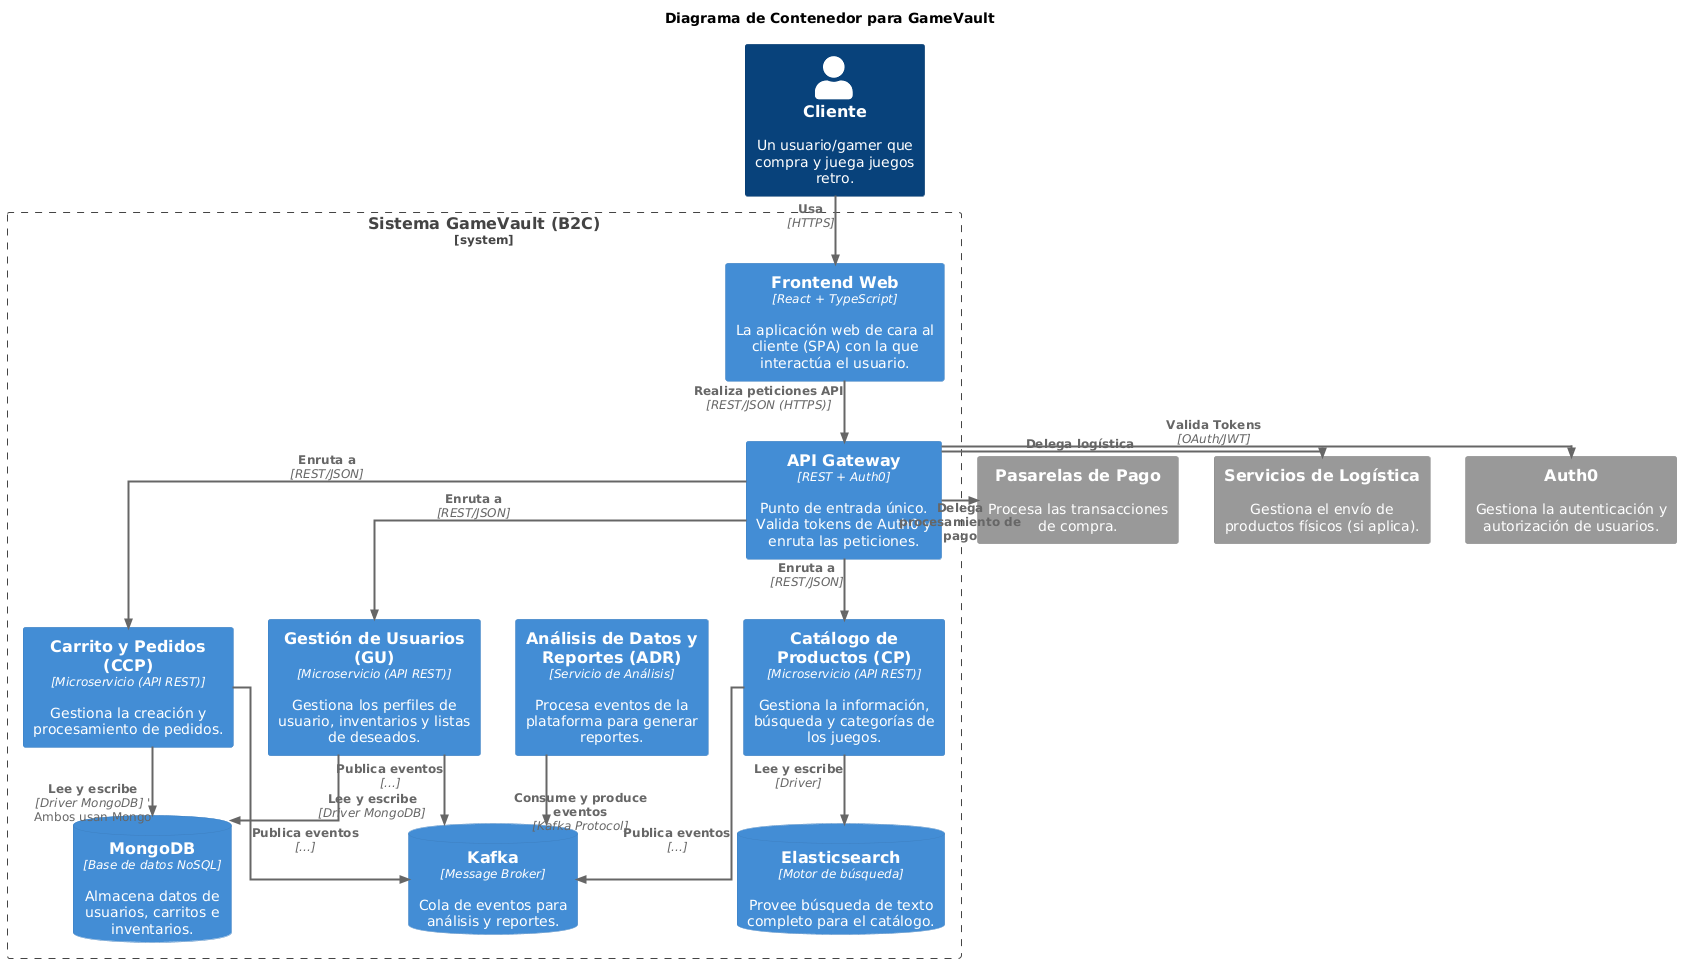 Diagrama de Contenedor para GameVault
Cliente
Un usuario/gamer que
compra y juega juegos
retro.
Usa
[HTTPS]
Sistema GameVault (B2C)
[system]
Frontend Web
[React + TypeScript]
La aplicación web de cara al
cliente (SPA) con la que
interactúa el usuario.
Realiza peticiones API
[REST/JSON (HTTPS)]
Valida Tokens
[OAuth/JWT]
Delega logística
API Gateway
[REST + Auth0]
Punto de entrada único.
Valida tokens de Auth0 y
enruta las peticiones.
Delega
procesamiento de
pago
Pasarelas de Pago
Procesa las transacciones
de compra.
Servicios de Logística
Gestiona el envío de
productos físicos (si aplica).
Auth0
Gestiona la autenticación y
autorización de usuarios.
Enruta a
[REST/JSON]
Enruta a
[REST/JSON]
Enruta a
[REST/JSON]
Carrito y Pedidos
(CCP)
[Microservicio (API REST)]
Gestiona la creación y
procesamiento de pedidos.
Gestión de Usuarios
(GU)
[Microservicio (API REST)]
Gestiona los perfiles de
usuario, inventarios y listas
de deseados.
Análisis de Datos y
Reportes (ADR)
[Servicio de Análisis]
Procesa eventos de la
plataforma para generar
reportes.
Catálogo de
Productos (CP)
[Microservicio (API REST)]
Gestiona la información,
búsqueda y categorías de
los juegos.
Lee y escribe
[Driver MongoDB] '
Ambos usan Mongo
Publica eventos
[...]
Lee y escribe
[Driver MongoDB]
Publica eventos
[...]
Consume y produce
eventos
[Kafka Protocol]
Publica eventos
[...]
Lee y escribe
[Driver]
MongoDB
[Base de datos NoSQL]
Almacena datos de
usuarios, carritos e
inventarios.
Kafka
[Message Broker]
Cola de eventos para
análisis y reportes.
Elasticsearch
[Motor de búsqueda]
Provee búsqueda de texto
completo para el catálogo.